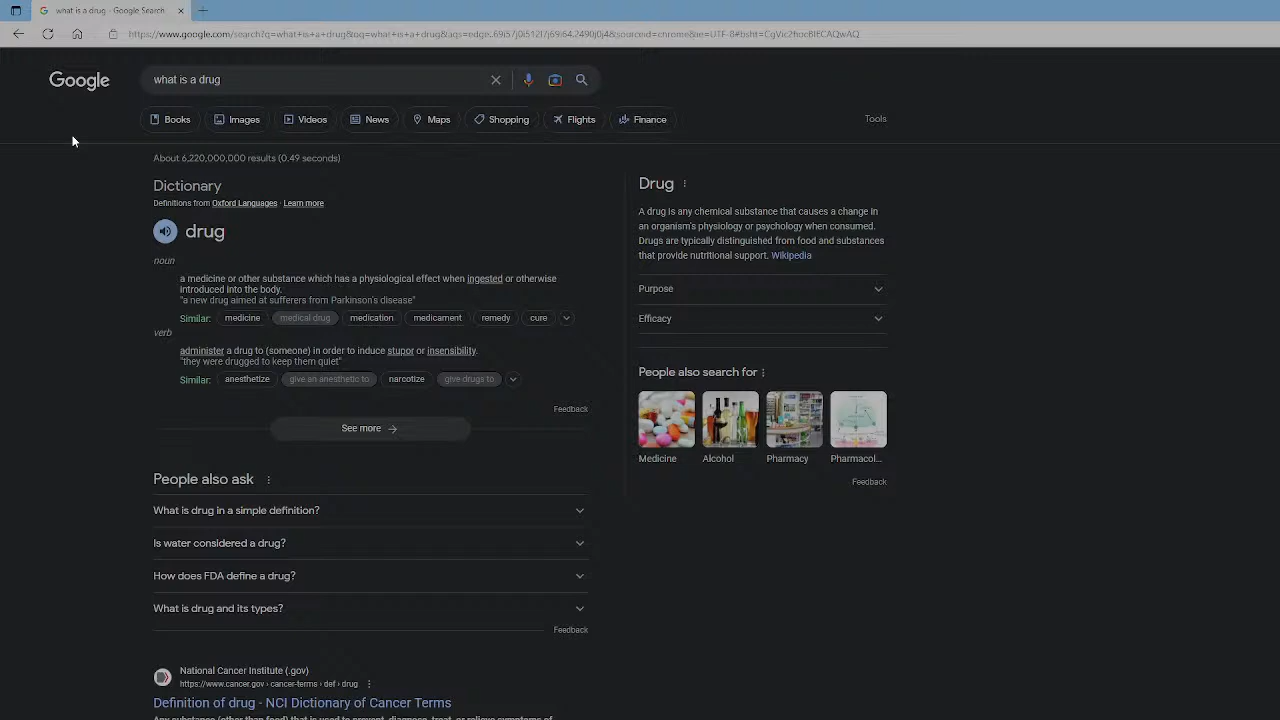 what is a drug - Google Search
Google
what is a drug
Books Images Videos News Maps Shopping Flights Finance
Tools
About 6,220,000,000 results (0.49 seconds)
Dictionary
Definitions from Oxford Languages · Learn more
drug
noun
a medicine or other substance which has a physiological effect when ingested or otherwise
introduced into the body.
"a new drug aimed at sufferers from Parkinson's disease"
Similar: medicine medical drug medication medicament remedy cure
verb
administer a drug to (someone) in order to induce stupor or insensibility.
"they were drugged to keep them quiet"
Similar: anesthetize give an anesthetic to narcotize give drugs to
Feedback
See more →
People also ask
What is drug in a simple definition?
Is water considered a drug?
How does FDA define a drug?
What is drug and its types?
Feedback
National Cancer Institute (.gov)
https://www.cancer.gov › cancer-terms › def › drug
Definition of drug - NCI Dictionary of Cancer Terms
Drug
A drug is any chemical substance that causes a change in
an organism's physiology or psychology when consumed.
Drugs are typically distinguished from food and substances
that provide nutritional support. Wikipedia
Purpose
Efficacy
People also search for
Medicine Alcohol Pharmacy Pharmacol...
Feedback